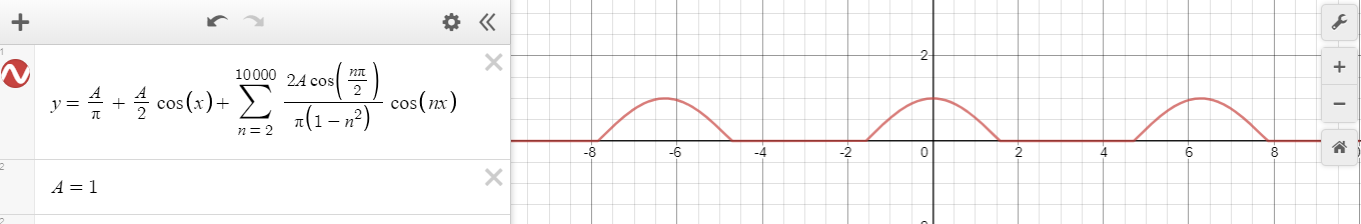 1
y = A/π + A/2 cos(x) + ∑_{n=2}^{10000} 2A cos(nπ/2) / π(1 − n²) cos(nx)
2
A = 1
2
-8 -6 -4 -2 0 2 4 6 8